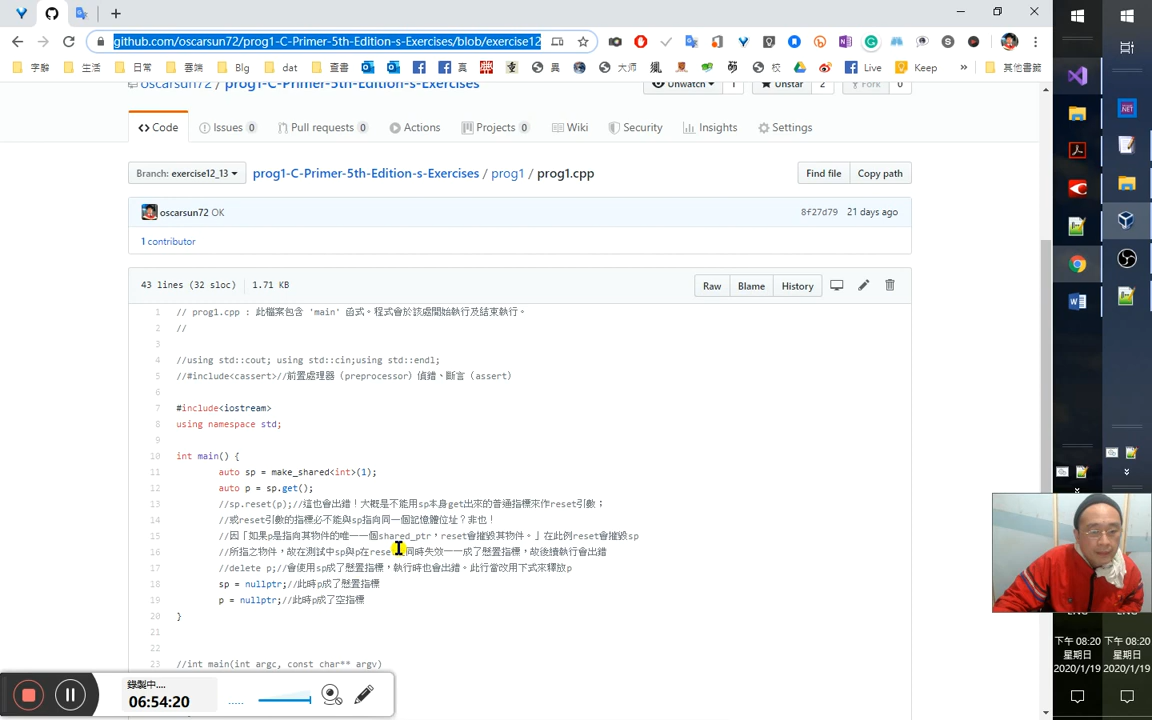 github.com/oscarsun72/prog1-C-Primer-5th-Edition-s-Exercises/blob/exercise12
字辭 生活 日常 雲端 Blg dat 查書 真 異 大師 萌 校 Live Keep » 其他書籤
oscarsun72 / prog1-C-Primer-5th-Edition-s-Exercises
Unwatch 1 Unstar 2 Fork 0
Code Issues 0 Pull requests 0 Actions Projects 0 Wiki Security Insights Settings
Branch: exercise12_13 prog1-C-Primer-5th-Edition-s-Exercises / prog1 / prog1.cpp Find file Copy path
oscarsun72 OK 8f27d79 21 days ago
1 contributor
43 lines (32 sloc) 1.71 KB Raw Blame History
1 // prog1.cpp : 此檔案包含 'main' 函式。程式會於該處開始執行及結束執行。
2 //
3
4 //using std::cout; using std::cin;using std::endl;
5 //#include<cassert>//前置處理器（preprocessor）偵錯、斷言（assert）
6
7 #include<iostream>
8 using namespace std;
9
10 int main() {
11 auto sp = make_shared<int>(1);
12 auto p = sp.get();
13 //sp.reset(p);//這也會出錯！大概是不能用sp本身get出來的普通指標來作reset引數；
14 //或reset引數的指標必不能與sp指向同一個記憶體位址？非也！
15 //因「如果p是指向其物件的唯一一個shared_ptr，reset會摧毀其物件。」在此例reset會摧毀sp
16 //所指之物件，故在測試中sp與p在rese 同時失效——成了懸置指標，故後續執行會出錯
17 //delete p;//會使用sp成了懸置指標，執行時也會出錯。此行當改用下式來釋放p
18 sp = nullptr;//此時p成了懸置指標
19 p = nullptr;//此時p成了空指標
20 }
21
22
23 //int main(int argc, const char** argv)
錄製中....
06:54:20
下午 08:20 下午 08:20
星期日 星期日
2020/1/19 2020/1/19